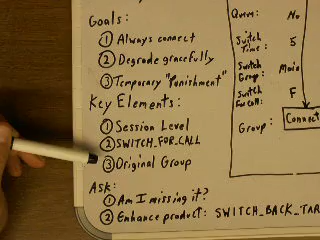 Goals:
① Always connect
② Degrade gracefully
③ Temporary "Punishment"
Key Elements:
① Session Level
② SWITCH_FOR_CALL
③ Original Group
Ask:
① Am I missing it?
② Enhance product: SWITCH_BACK_TAR
Queue: No
Switch Time: 5
Switch Group: Main
Switch For Call: F
Group:
Connect